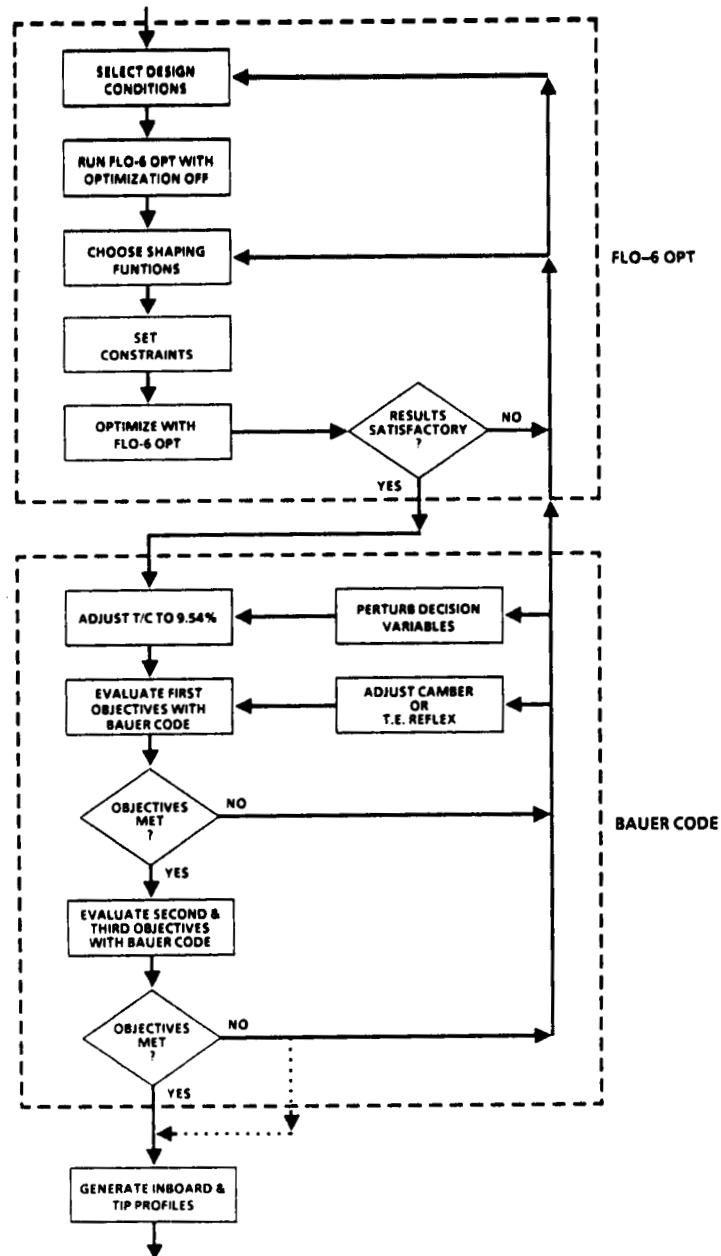 SELECT DESIGN
CONDITIONS
RUN FLO-6 OPT WITH
OPTIMIZATION OFF
CHOOSE SHAPING
FUNTIONS
FLO-6 OPT
SET
CONSTRAINTS
OPTIMIZE WITH
FLO-6 OPT
RESULTS
SATISFACTORY
?
NO
YES
ADJUST T/C TO 9.54%
PERTURB DECISION
VARIABLES
EVALUATE FIRST
OBJECTIVES WITH
BAUER CODE
ADJUST CAMBER
OR
T.E. REFLEX
OBJECTIVES
MET
?
NO
YES
BAUER CODE
EVALUATE SECOND &
THIRD OBJECTIVES
WITH BAUER CODE
OBJECTIVES
MET
?
NO
YES
GENERATE INBOARD &
TIP PROFILES